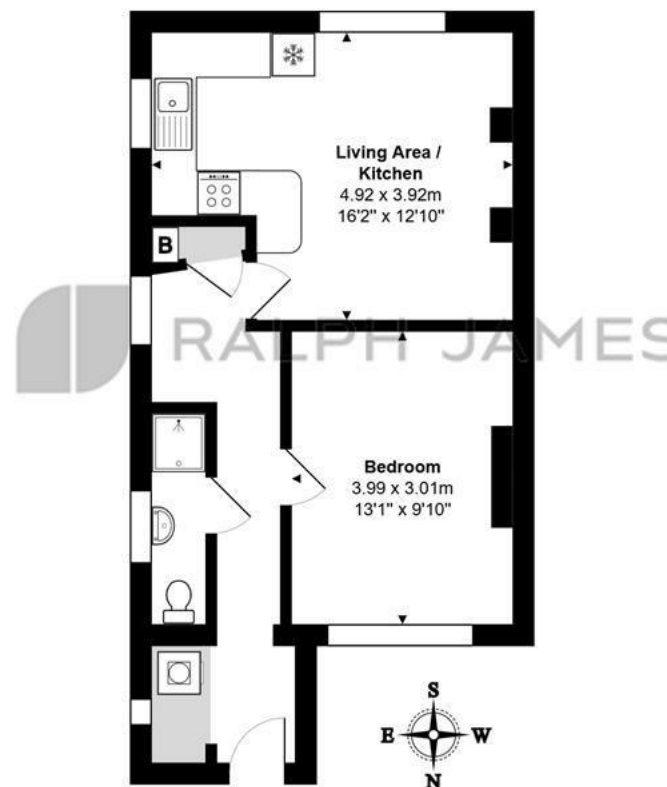 Living Area /
Kitchen
4.92 x 3.92m
16'2" x 12'10"
B
RALPH JAMES
Bedroom
3.99 x 3.01m
13'1" x 9'10"
S
E W
N